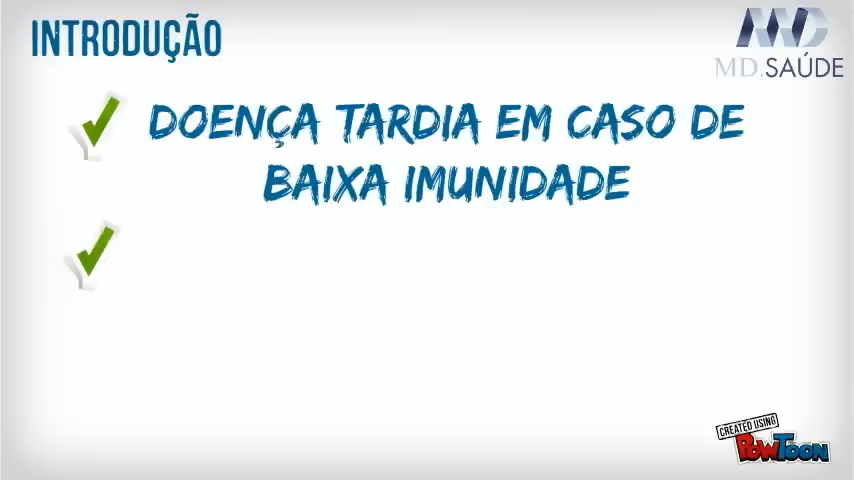 INTRODUÇÃO
MD.SAÚDE
DOENÇA TARDIA EM CASO DE
BAIXA IMUNIDADE
CREATED USING
POWTOON